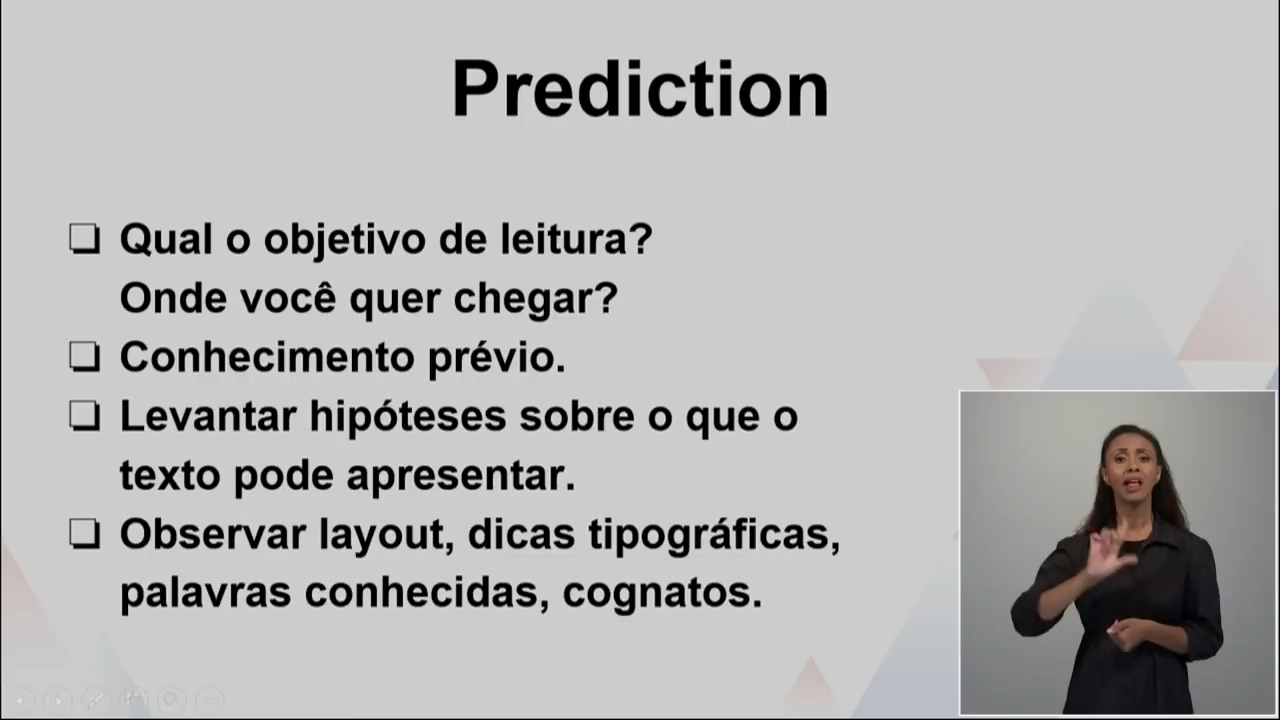 Prediction
❑ Qual o objetivo de leitura?
Onde você quer chegar?
❑ Conhecimento prévio.
❑ Levantar hipóteses sobre o que o
texto pode apresentar.
❑ Observar layout, dicas tipográficas,
palavras conhecidas, cognatos.